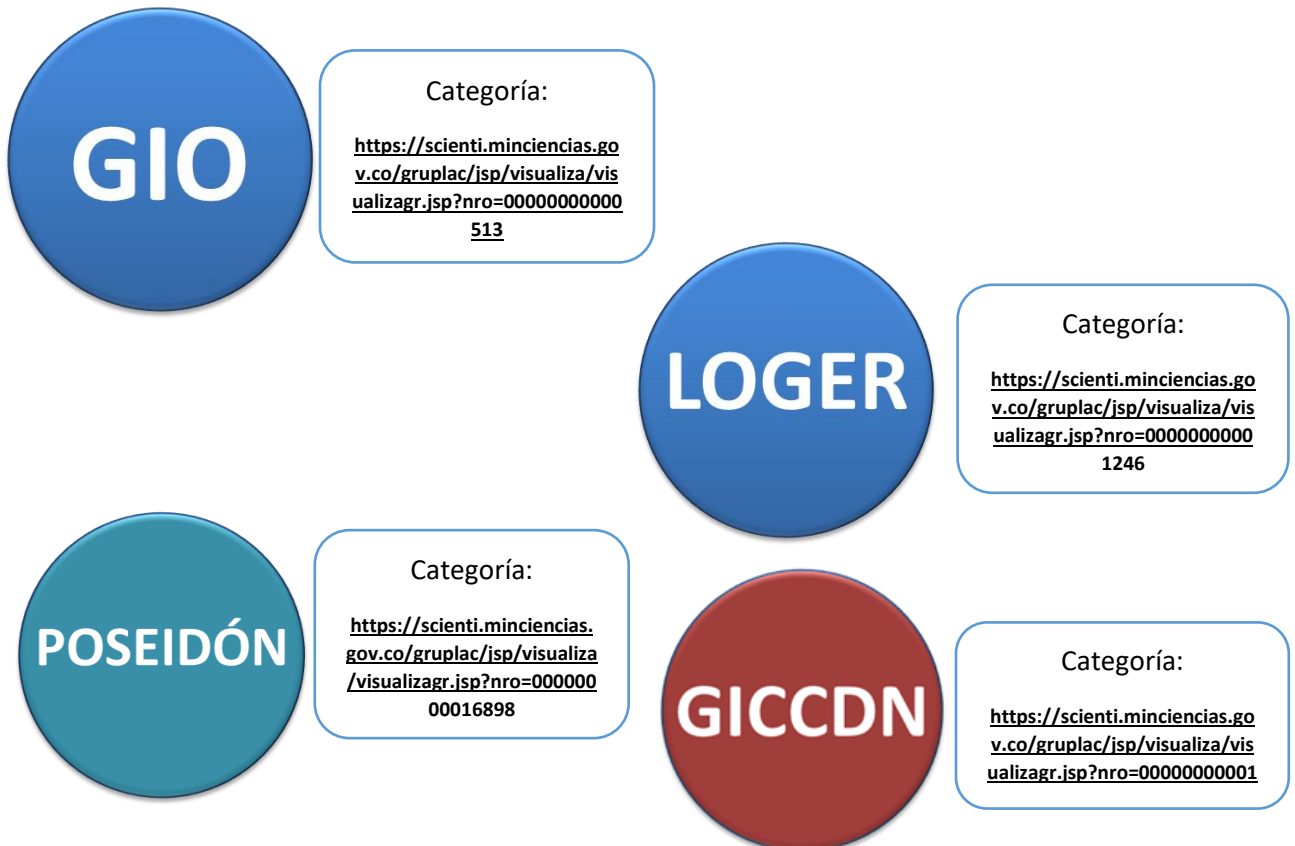 GIO
Categoría:
https://scienti.minciencias.go
v.co/gruplac/jsp/visualiza/vis
ualizagr.jsp?nro=00000000000
513
LOGER
Categoría:
https://scienti.minciencias.go
v.co/gruplac/jsp/visualiza/vis
ualizagr.jsp?nro=0000000000
1246
POSEIDÓN
Categoría:
https://scienti.minciencias.
gov.co/gruplac/jsp/visualiza
/visualizagr.jsp?nro=000000
00016898
GICCDN
Categoría:
https://scienti.minciencias.go
v.co/gruplac/jsp/visualiza/vis
ualizagr.jsp?nro=00000000001